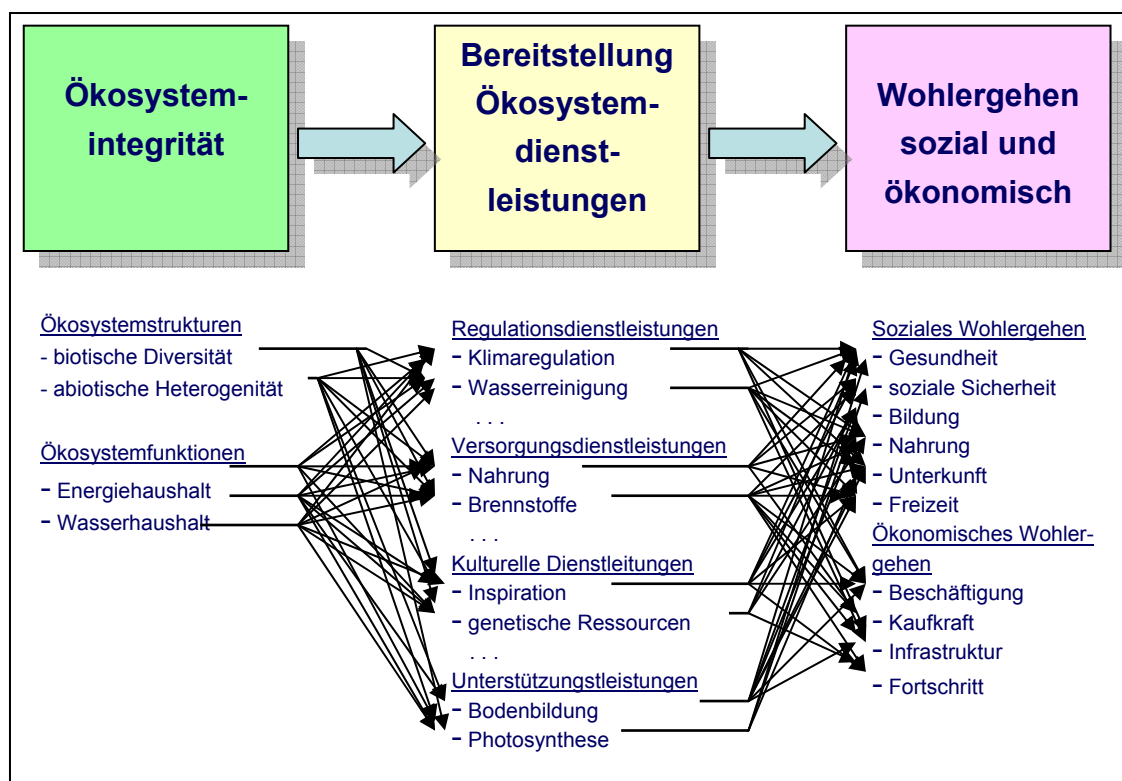 Ökosystem-
integrität
Bereitstellung
Ökosystem-
dienst-
leistungen
Wohlergehen
sozial und
ökonomisch
Ökosystemstrukturen
- biotische Diversität
- abiotische Heterogenität
Ökosystemfunktionen
- Energiehaushalt
- Wasserhaushalt
Regulationsdienstleistungen
- Klimaregulation
- Wasserreinigung
. . .
Versorgungsdienstleistungen
- Nahrung
- Brennstoffe
. . .
Kulturelle Dienstleitungen
- Inspiration
- genetische Ressourcen
. . .
Unterstützungstleistungen
- Bodenbildung
- Photosynthese
Soziales Wohlergehen
- Gesundheit
- soziale Sicherheit
- Bildung
- Nahrung
- Unterkunft
- Freizeit
Ökonomisches Wohler-
gehen
- Beschäftigung
- Kaufkraft
- Infrastruktur
- Fortschritt